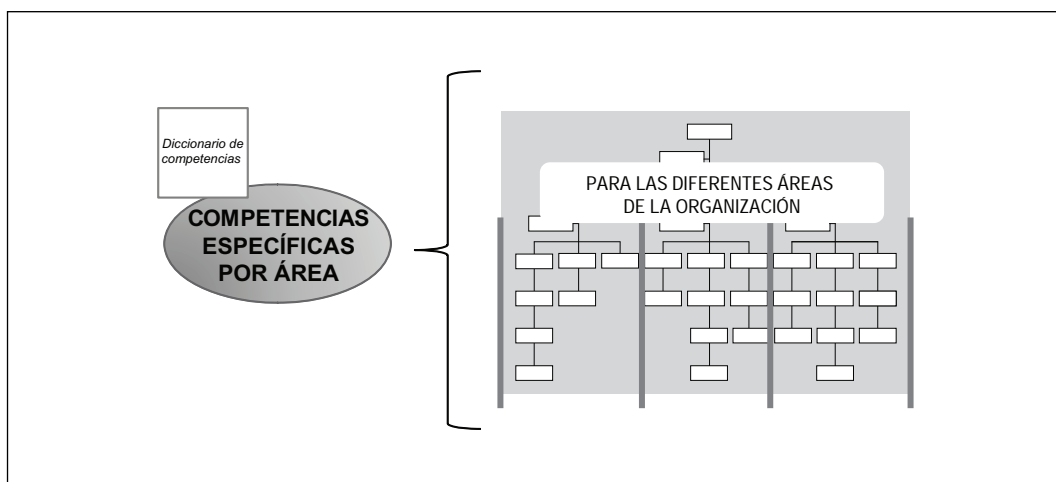 Diccionario de
competencias
COMPETENCIAS
ESPECÍFICAS
POR ÁREA
PARA LAS DIFERENTES ÁREAS
DE LA ORGANIZACIÓN